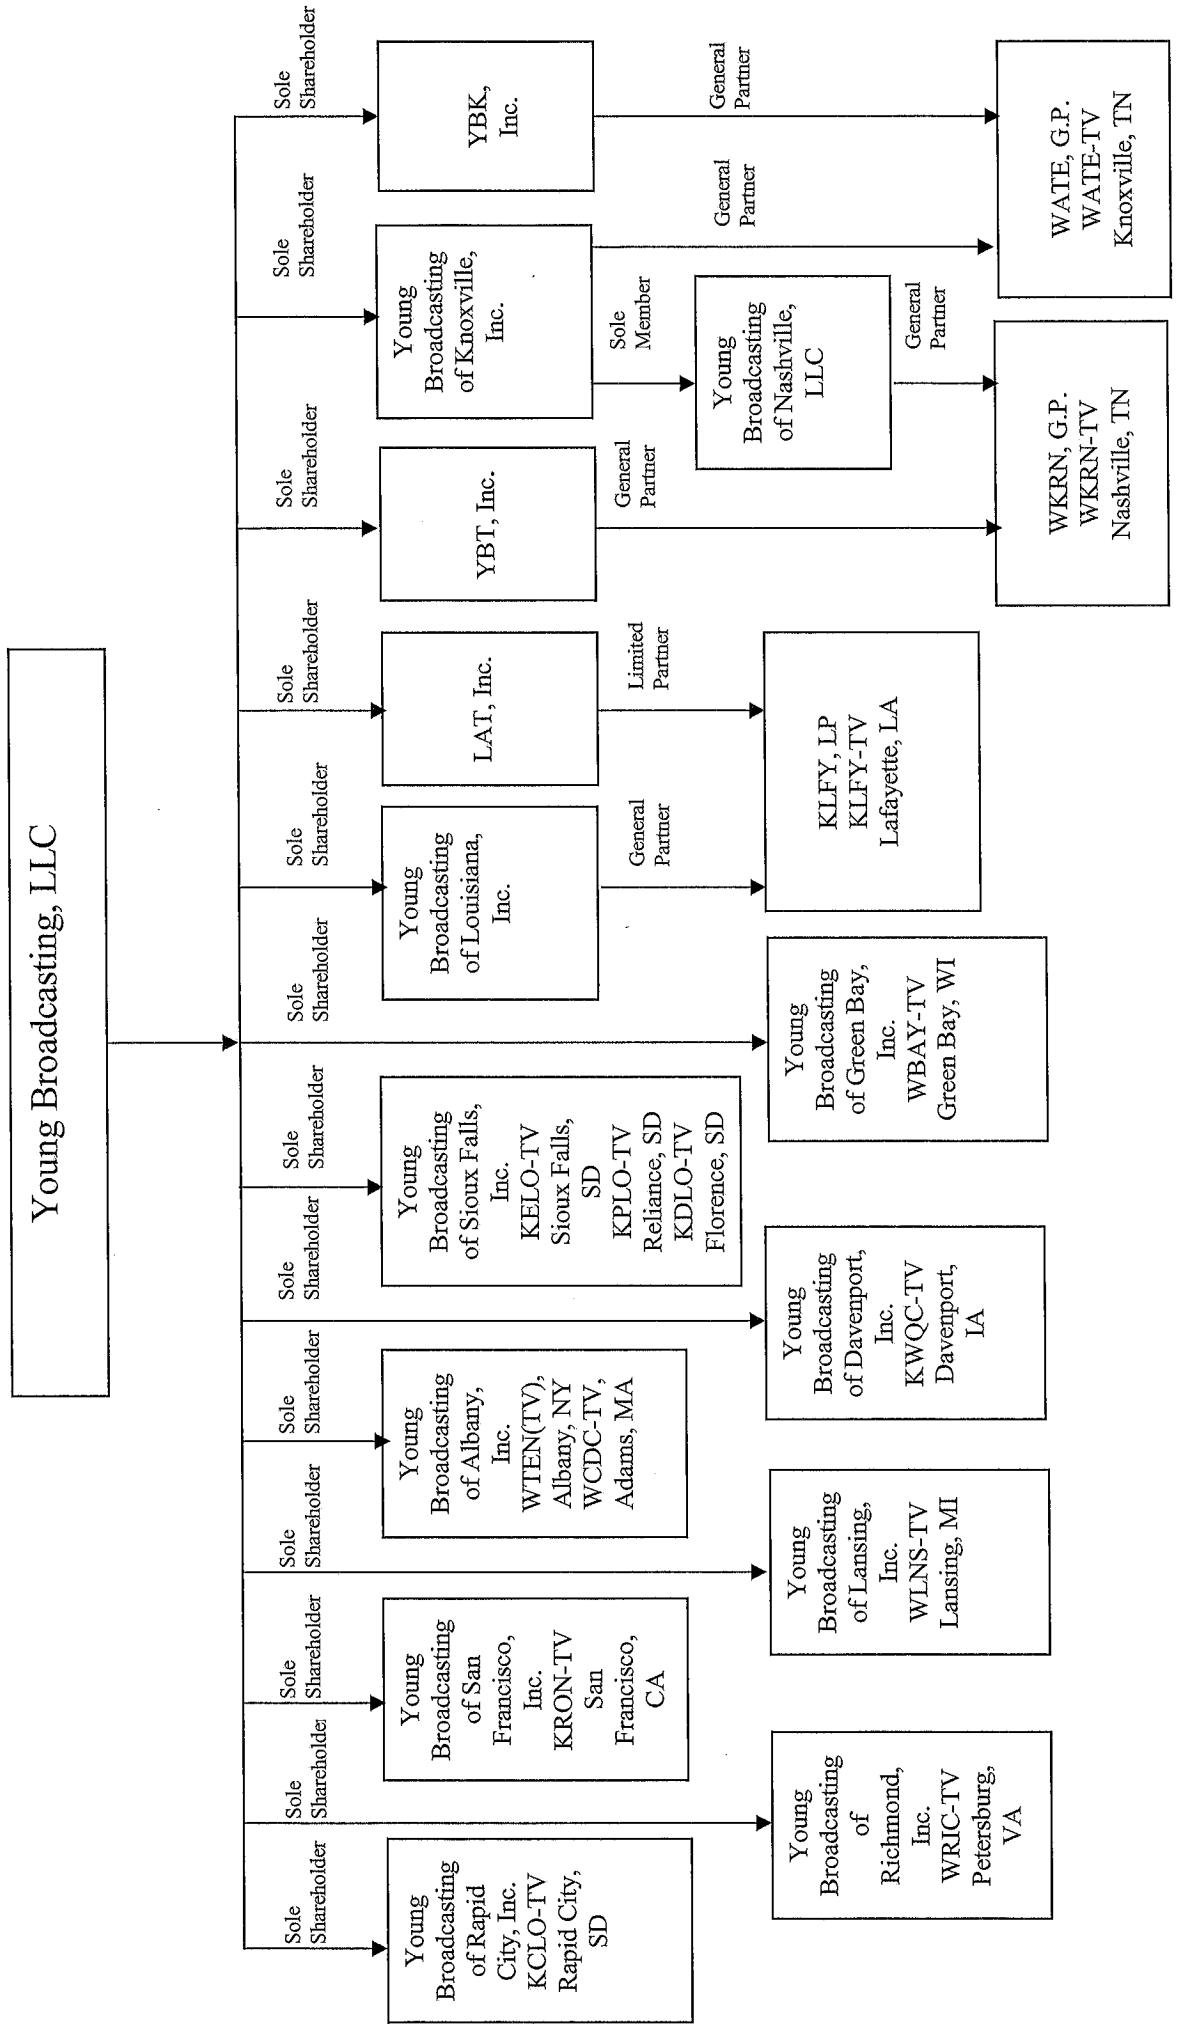 Young Broadcasting, LLC
Sole
Shareholder
Sole
Shareholder
Sole
Shareholder
Sole
Shareholder
Sole
Shareholder
Sole
Shareholder
Sole
Shareholder
Sole
Shareholder
Sole
Shareholder
Sole
Shareholder
Sole
Shareholder
Sole
Shareholder
Sole
Shareholder
Young
Broadcasting
of Rapid
City, Inc.
KCLO-TV
Rapid City,
SD
Young
Broadcasting
of San
Francisco,
Inc.
KRON-TV
San
Francisco,
CA
Young
Broadcasting
of Albany,
Inc.
WTEN(TV),
Albany, NY
WCDC-TV,
Adams, MA
Young
Broadcasting
of Sioux Falls,
Inc.
KELO-TV
Sioux Falls,
SD
KPLO-TV
Reliance, SD
KDLO-TV
Florence, SD
Young
Broadcasting
of Louisiana,
Inc.
LAT, Inc.
YBT, Inc.
Young
Broadcasting
of Knoxville,
Inc.
YBK,
Inc.
General
Partner
Limited
Partner
General
Partner
Sole
Member
General
Partner
General
Partner
Young
Broadcasting
of Nashville,
LLC
General
Partner
Young
Broadcasting
of
Richmond,
Inc.
WRIC-TV
Petersburg,
VA
Young
Broadcasting
of Lansing,
Inc.
WLNS-TV
Lansing, MI
Young
Broadcasting
of Davenport,
Inc.
KWQC-TV
Davenport,
IA
Young
Broadcasting
of Green Bay,
Inc.
WBAY-TV
Green Bay, WI
KLFY, LP
KLFY-TV
Lafayette, LA
WKRN, G.P.
WKRN-TV
Nashville, TN
WATE, G.P.
WATE-TV
Knoxville, TN